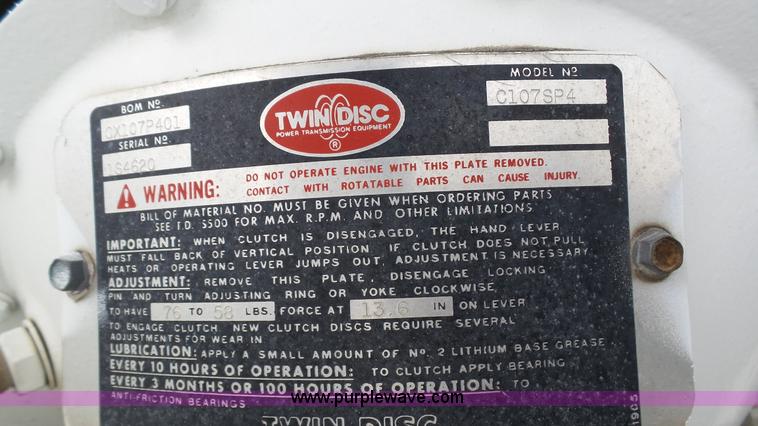 BOM Nº
CX107P401
SERIAL Nº
1S4620
TWIN DISC
POWER TRANSMISSION EQUIPMENT
®
MODEL Nº
C107SP4
WARNING: DO NOT OPERATE ENGINE WITH THIS PLATE REMOVED.
CONTACT WITH ROTATABLE PARTS CAN CAUSE INJURY.
BILL OF MATERIAL NO. MUST BE GIVEN WHEN ORDERING PARTS
SEE T.D. 5500 FOR MAX. R.P.M. AND OTHER LIMITATIONS
IMPORTANT: WHEN CLUTCH IS DISENGAGED, THE HAND LEVER
MUST FALL BACK OF VERTICAL POSITION. IF CLUTCH DOES NOT PULL
HEATS OR OPERATING LEVER JUMPS OUT, ADJUSTMENT IS NECESSARY
ADJUSTMENT: REMOVE THIS PLATE, DISENGAGE LOCKING
PIN AND TURN ADJUSTING RING OR YOKE CLOCKWISE,
TO HAVE 76 TO 58 LBS. FORCE AT 13.6 IN ON LEVER
TO ENGAGE CLUTCH NEW CLUTCH DISCS REQUIRE SEVERAL
ADJUSTMENTS FOR WEAR IN
LUBRICATION: APPLY A SMALL AMOUNT OF Nº. 2 LITHIUM BASE GREASE
EVERY 10 HOURS OF OPERATION: TO CLUTCH APPLY BEARING
EVERY 3 MONTHS OR 100 HOURS OF OPERATION: TO
ANTI-FRICTION BEARINGS
TWIN DISC
1905
www.purplewave.com